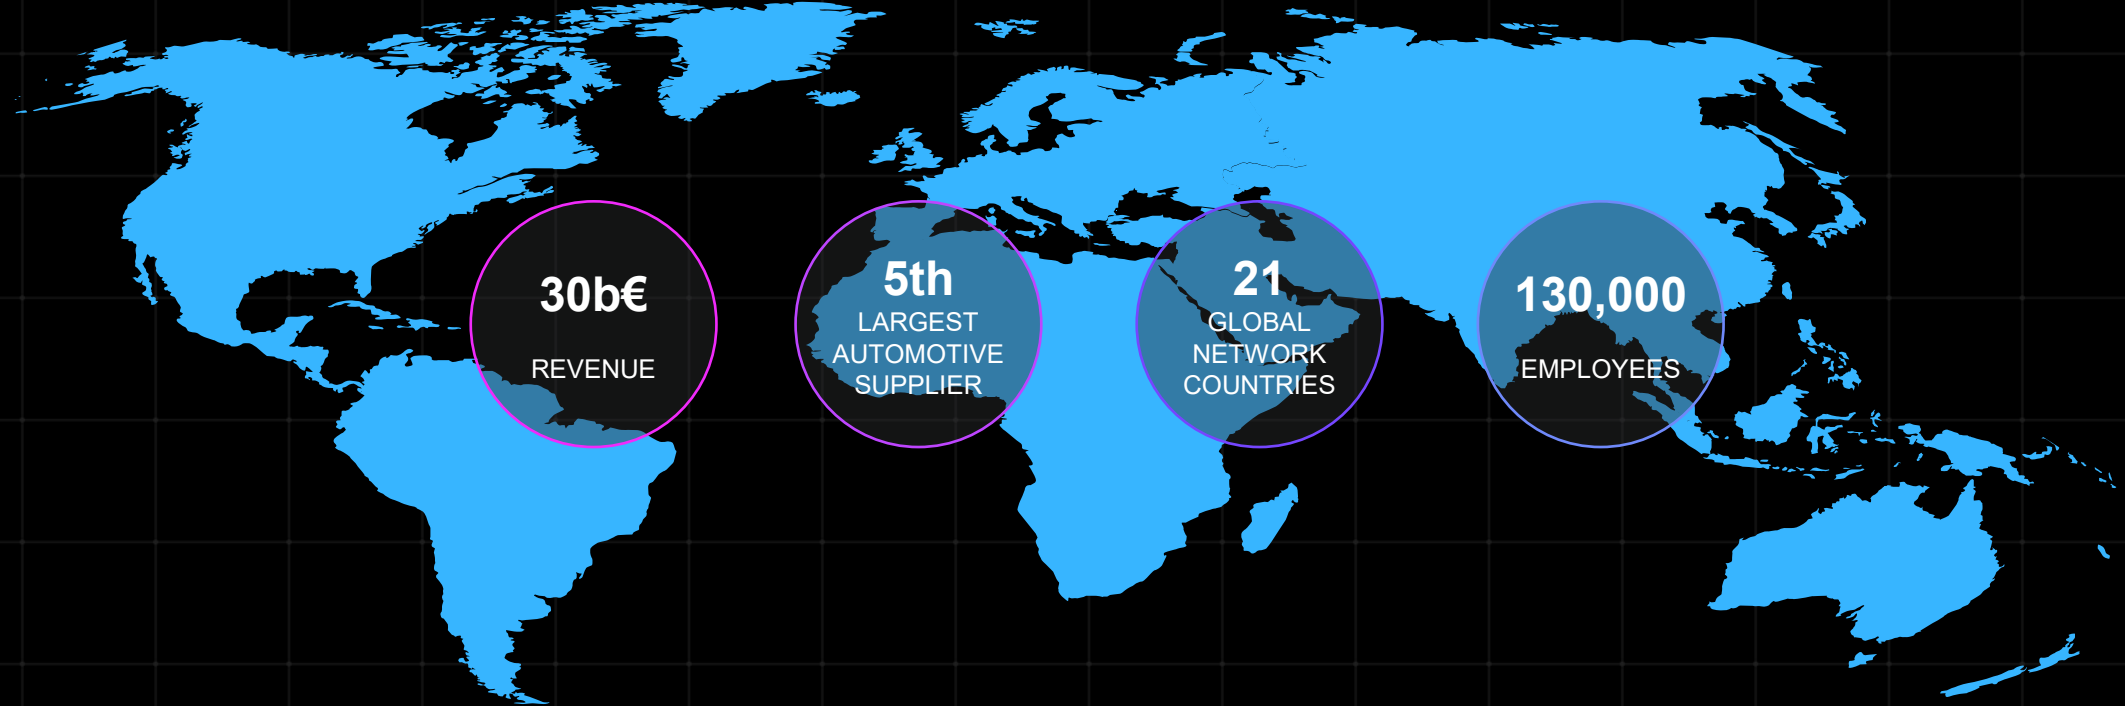 30b€
REVENUE
5th
LARGEST
AUTOMOTIVE
SUPPLIER
21
GLOBAL
NETWORK
COUNTRIES
130,000
EMPLOYEES